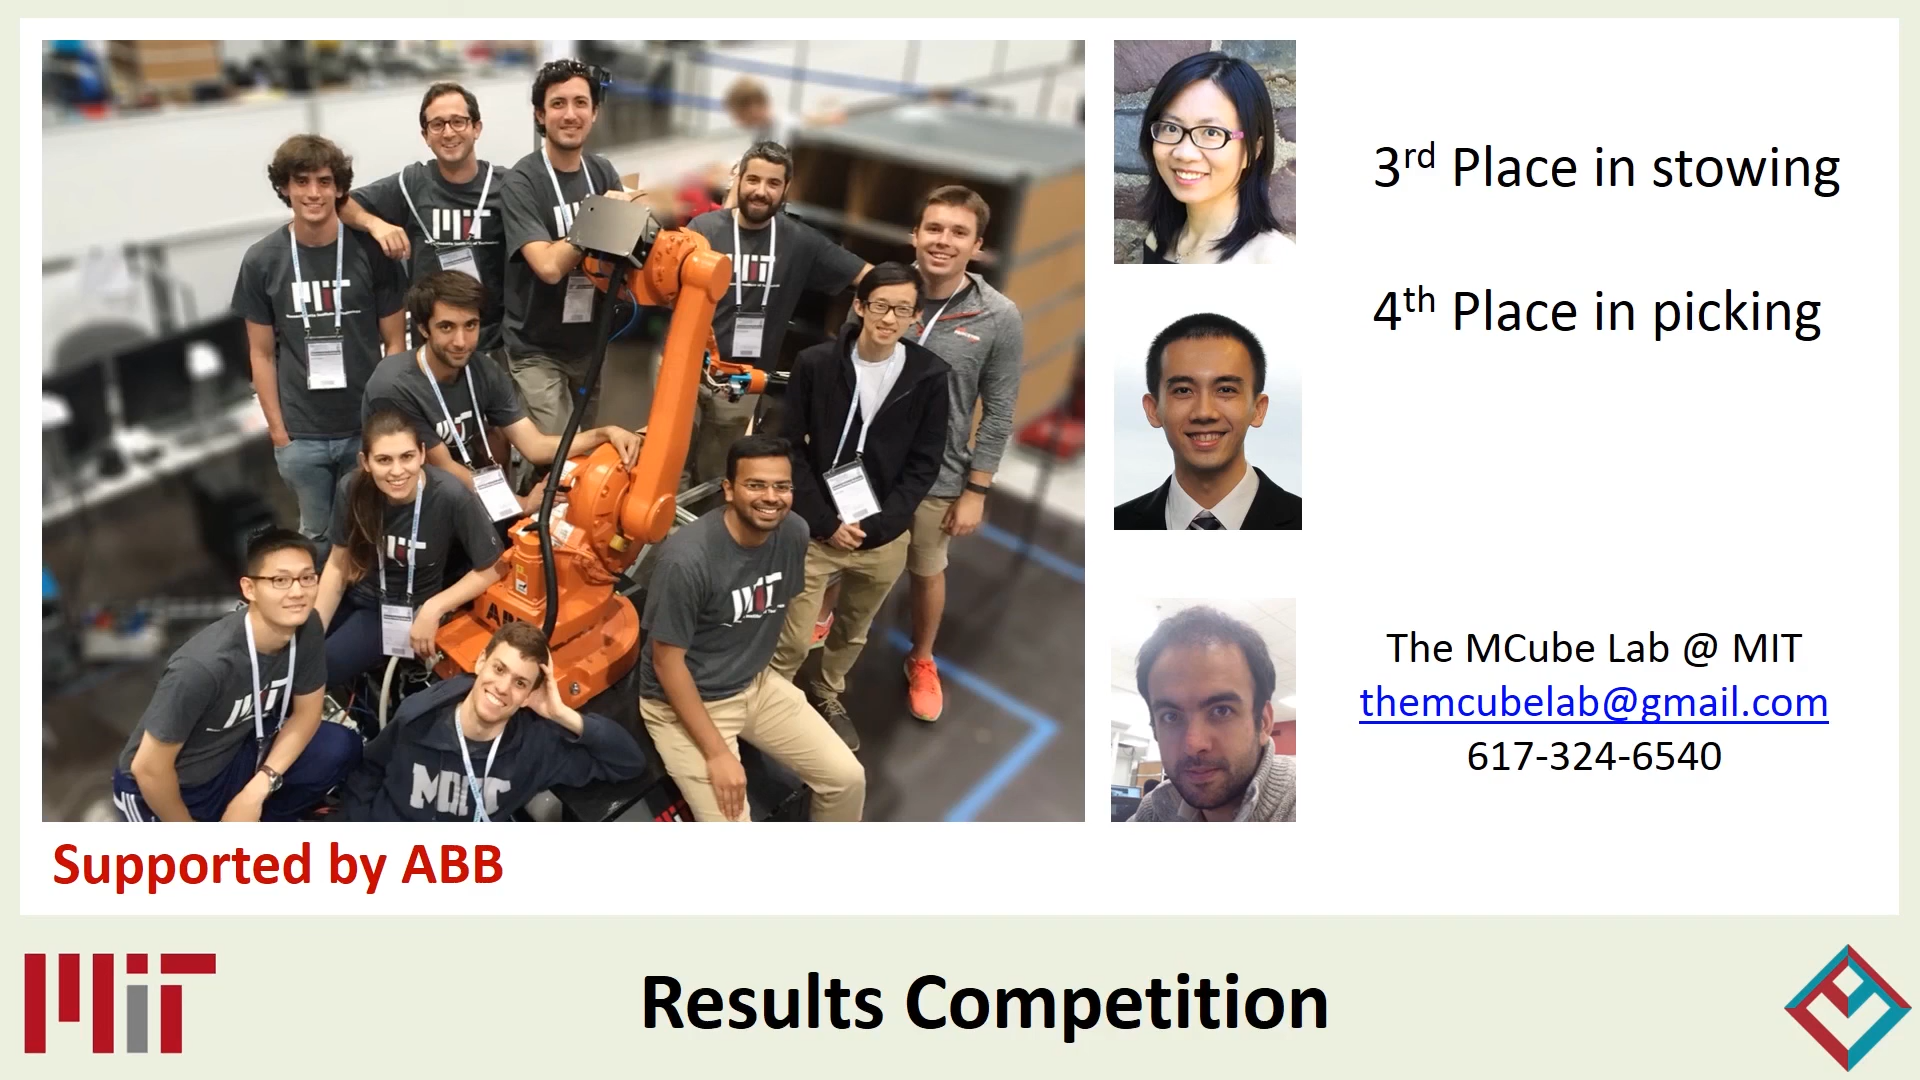 3rd Place in stowing
4th Place in picking
The MCube Lab @ MIT
themcubelab@gmail.com
617-324-6540
Supported by ABB
MIT
Results Competition